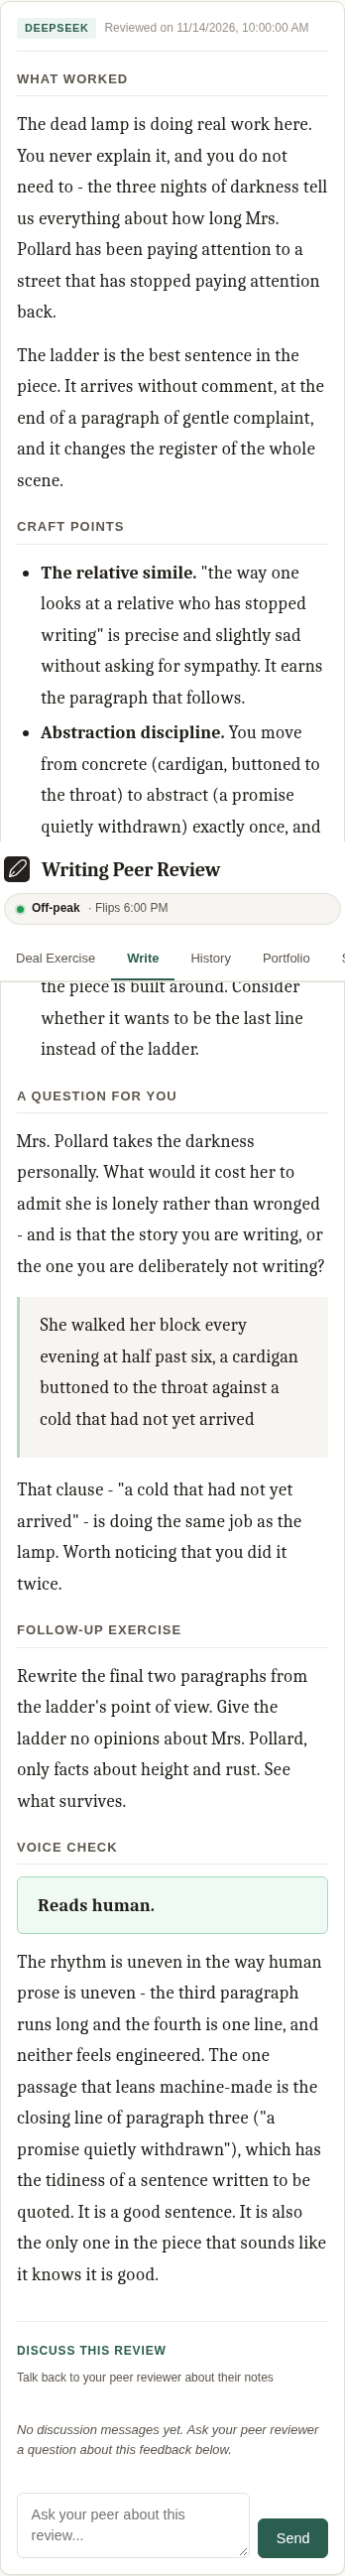 DEEPSEEK Reviewed on 11/14/2026, 10:00:00 AM
WHAT WORKED
The dead lamp is doing real work here.
You never explain it, and you do not
need to - the three nights of darkness tell
us everything about how long Mrs.
Pollard has been paying attention to a
street that has stopped paying attention
back.
The ladder is the best sentence in the
piece. It arrives without comment, at the
end of a paragraph of gentle complaint,
and it changes the register of the whole
scene.
CRAFT POINTS
• The relative simile. "the way one
looks at a relative who has stopped
writing" is precise and slightly sad
without asking for sympathy. It earns
the paragraph that follows.
• Abstraction discipline. You move
from concrete (cardigan, buttoned to
the throat) to abstract (a promise
quietly withdrawn) exactly once, and
Writing Peer Review
Off-peak · Flips 6:00 PM
Deal Exercise Write History Portfolio
the piece is built around. Consider
whether it wants to be the last line
instead of the ladder.
A QUESTION FOR YOU
Mrs. Pollard takes the darkness
personally. What would it cost her to
admit she is lonely rather than wronged
- and is that the story you are writing, or
the one you are deliberately not writing?
She walked her block every
evening at half past six, a cardigan
buttoned to the throat against a
cold that had not yet arrived
That clause - "a cold that had not yet
arrived" - is doing the same job as the
lamp. Worth noticing that you did it
twice.
FOLLOW-UP EXERCISE
Rewrite the final two paragraphs from
the ladder's point of view. Give the
ladder no opinions about Mrs. Pollard,
only facts about height and rust. See
what survives.
VOICE CHECK
Reads human.
The rhythm is uneven in the way human
prose is uneven - the third paragraph
runs long and the fourth is one line, and
neither feels engineered. The one
passage that leans machine-made is the
closing line of paragraph three ("a
promise quietly withdrawn"), which has
the tidiness of a sentence written to be
quoted. It is a good sentence. It is also
the only one in the piece that sounds like
it knows it is good.
DISCUSS THIS REVIEW
Talk back to your peer reviewer about their notes
No discussion messages yet. Ask your peer reviewer
a question about this feedback below.
Ask your peer about this
review...
Send